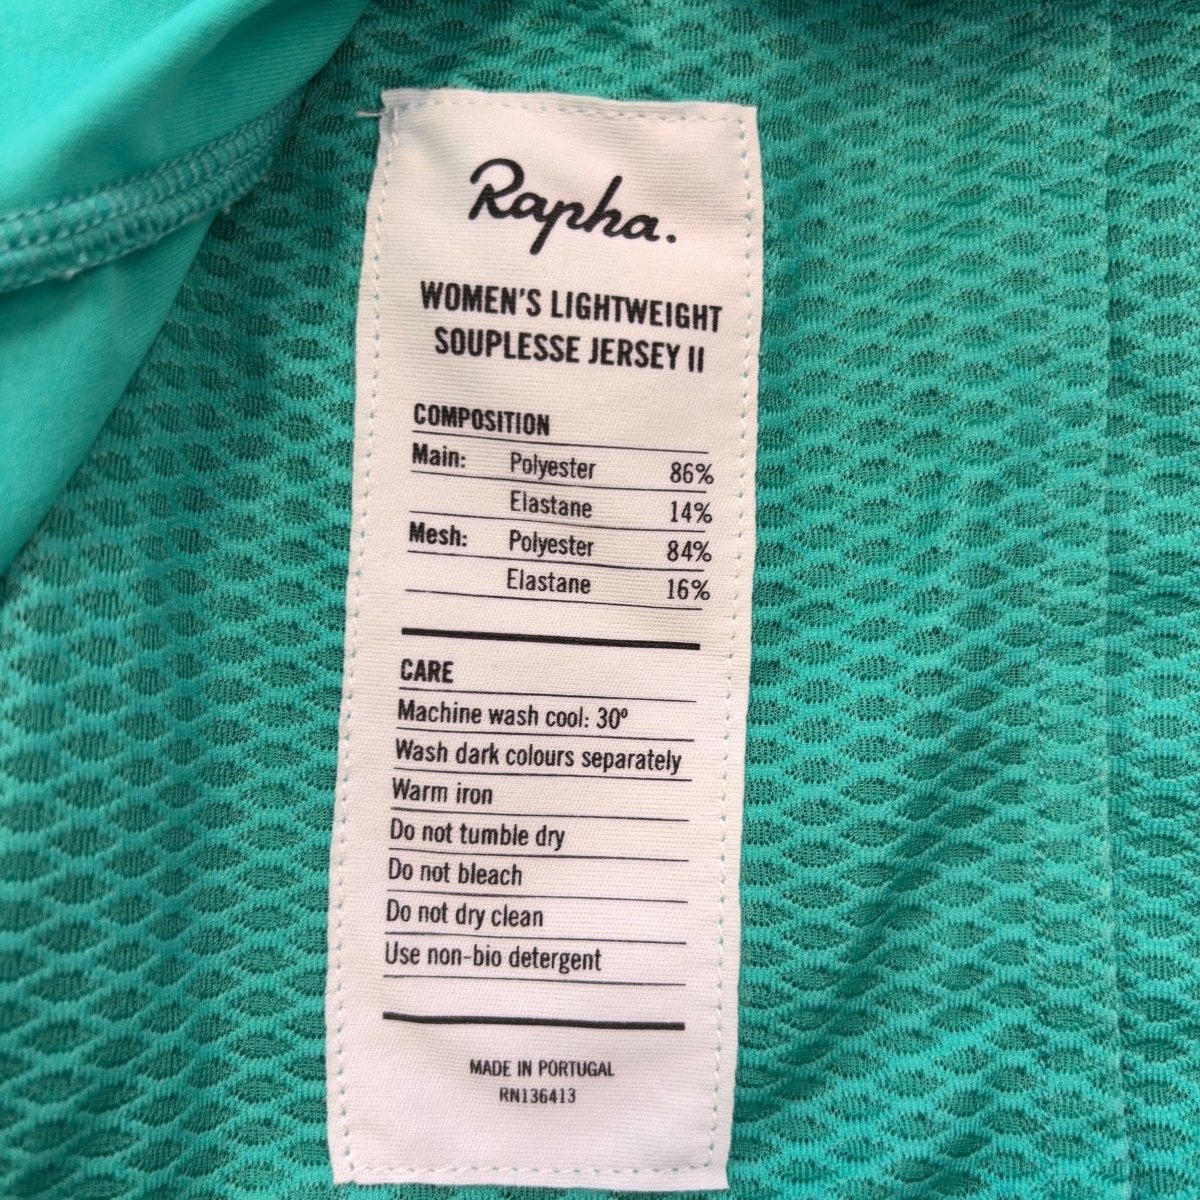 Rapha.
WOMEN'S LIGHTWEIGHT
SOUPLESSE JERSEY II
COMPOSITION
Main: Polyester 86%
Elastane 14%
Mesh: Polyester 84%
Elastane 16%
CARE
Machine wash cool: 30º
Wash dark colours separately
Warm iron
Do not tumble dry
Do not bleach
Do not dry clean
Use non-bio detergent
MADE IN PORTUGAL
RN136413